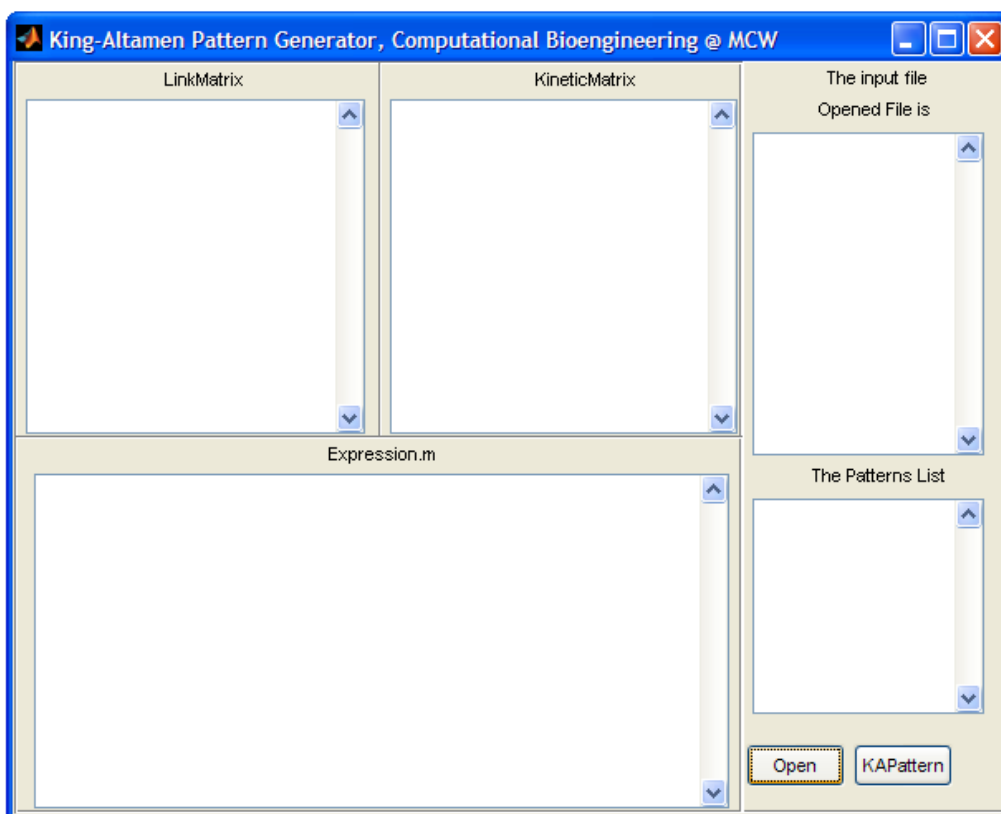 King-Altamen Pattern Generator, Computational Bioengineering @ MCW
LinkMatrix
KineticMatrix
The input file
Opened File is
Expression.m
The Patterns List
Open
KAPattern